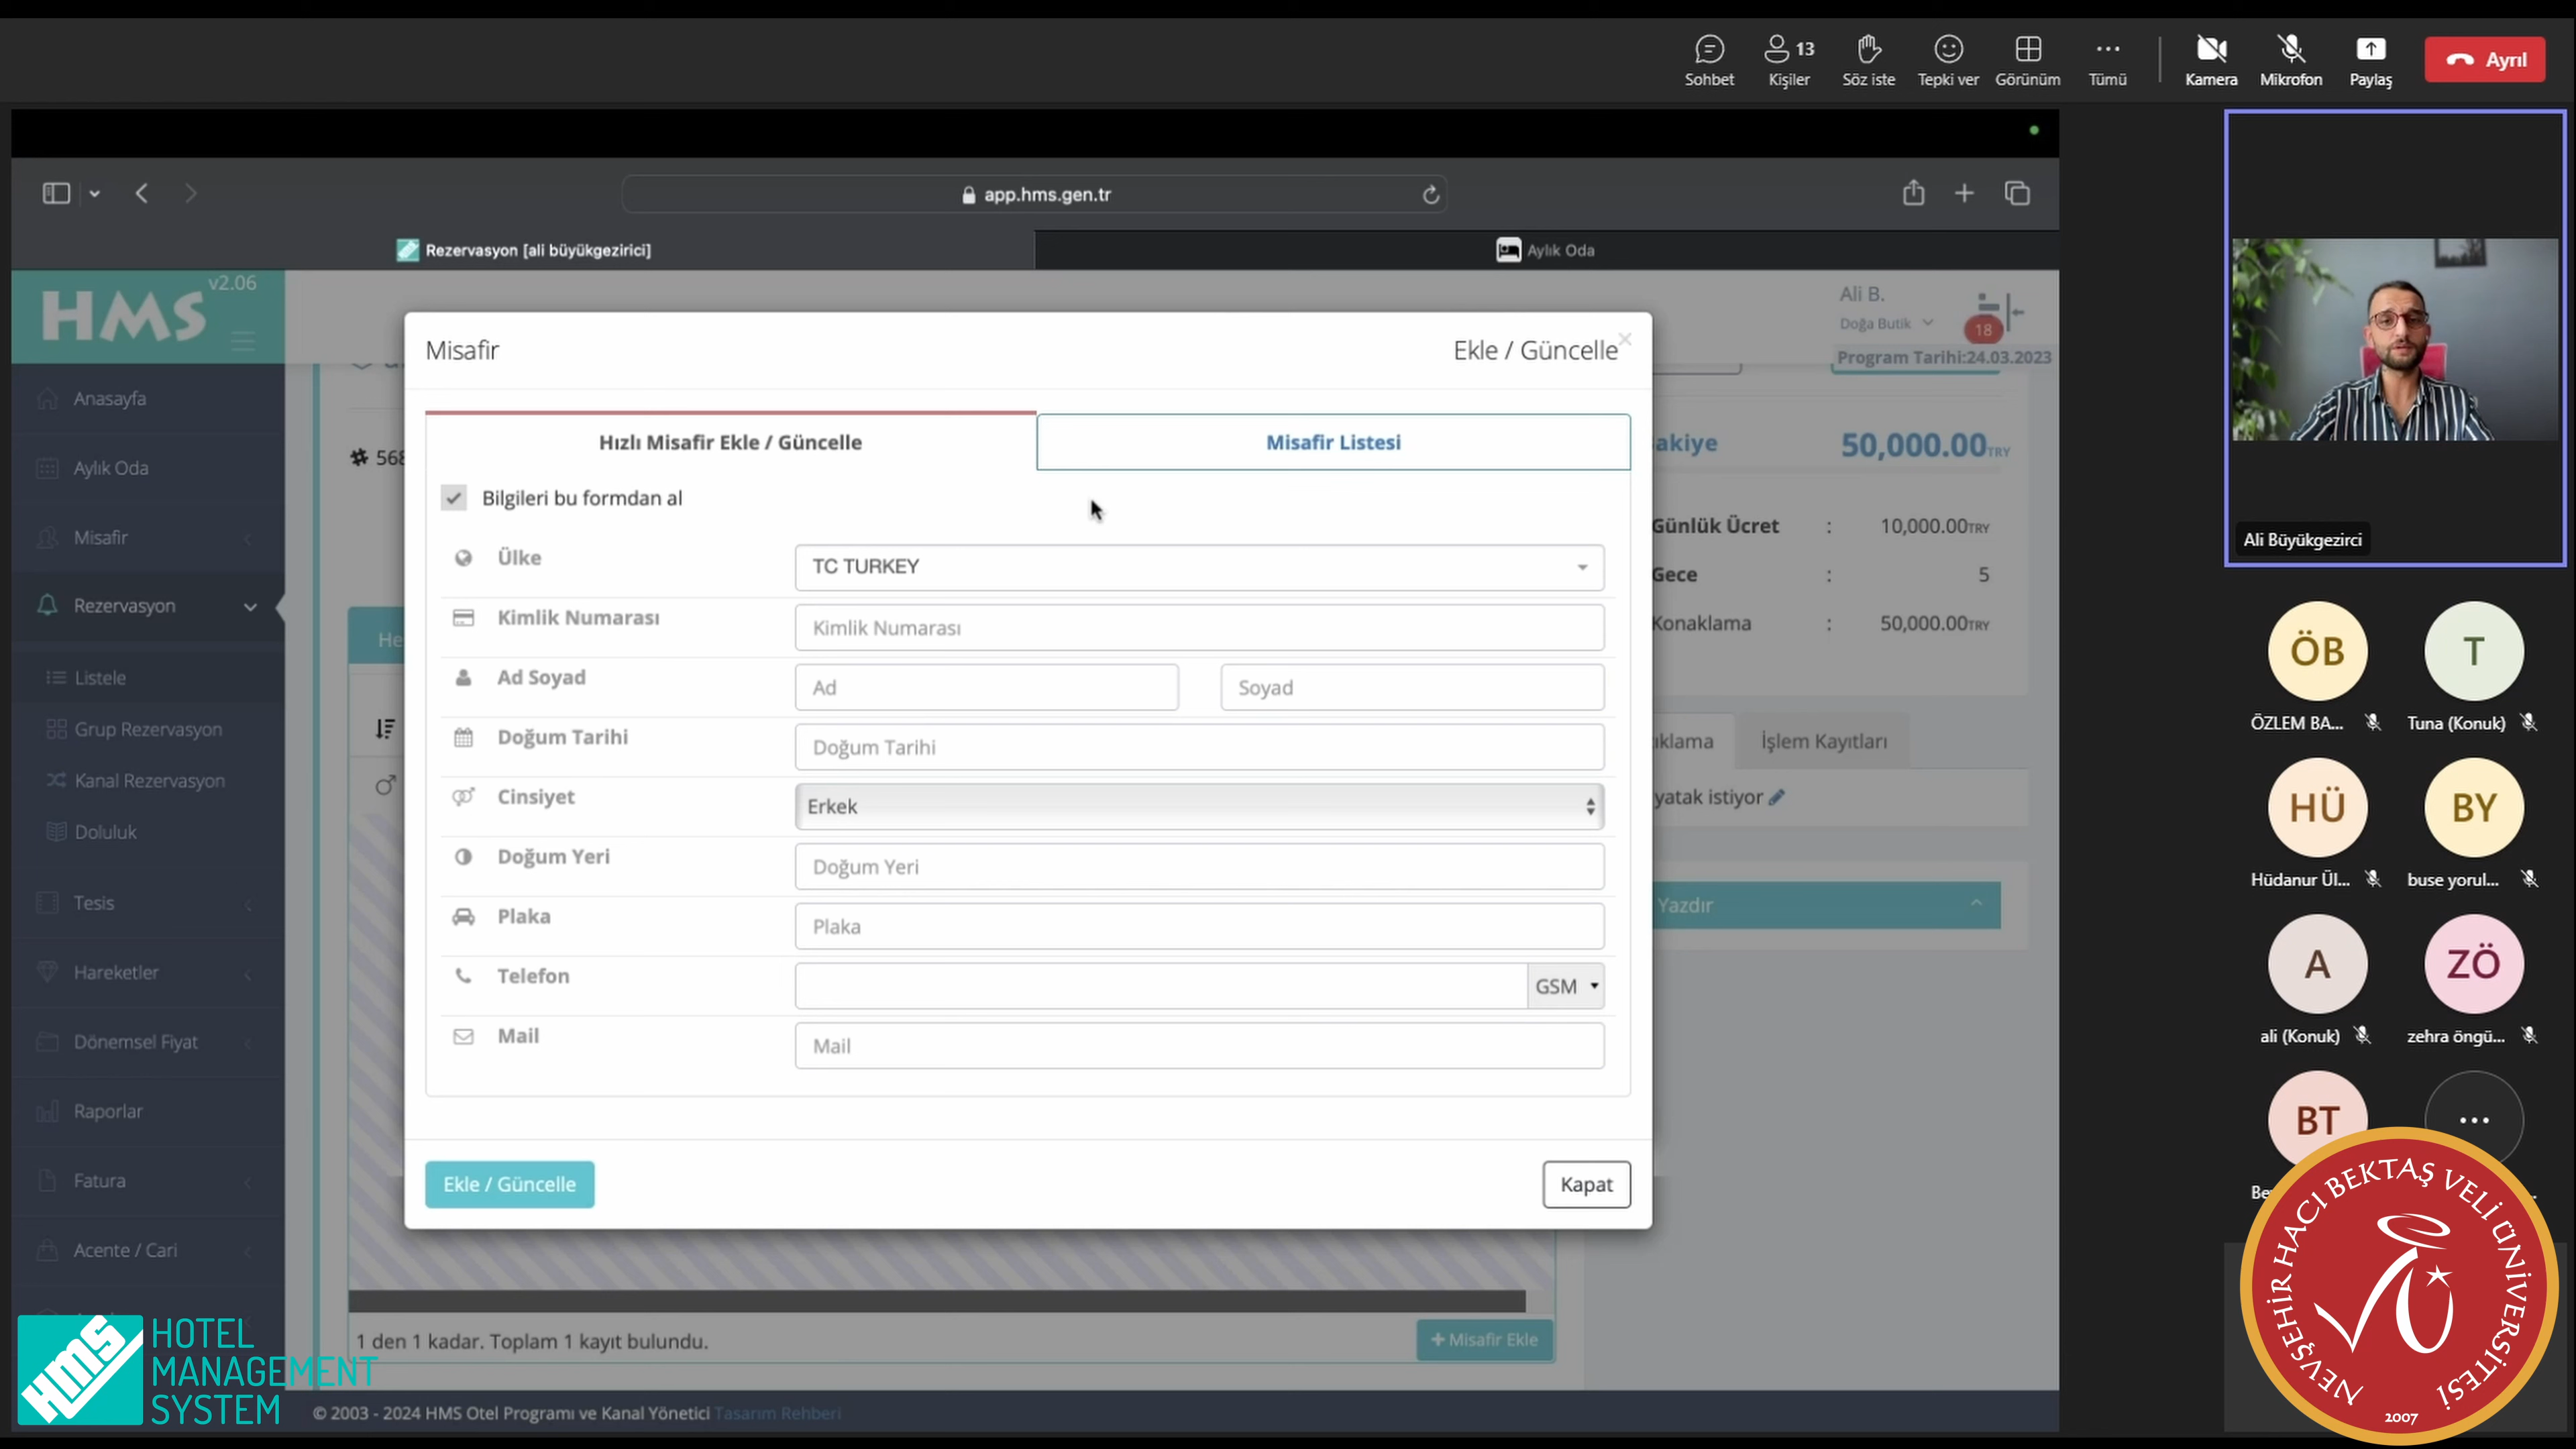 Sohbet
13
Kişiler
Söz iste
Tepki ver
Görünüm
Tümü
Kamera
Mikrofon
Paylaş
Ayrıl
app.hms.gen.tr
Rezervasyon [ali büyükgezirici]
Aylık Oda
HMS v2.06
Ali B.
Doğa Butik
18
Program Tarihi:24.03.2023
Anasayfa
Aylık Oda
Misafir
Rezervasyon
Listele
Grup Rezervasyon
Kanal Rezervasyon
Doluluk
Tesis
Hareketler
Dönemsel Fiyat
Raporlar
Fatura
Acente / Cari
# 568
He
Misafir
Ekle / Güncelle
Hızlı Misafir Ekle / Güncelle
Misafir Listesi
Bilgileri bu formdan al
Ülke
TC TURKEY
Kimlik Numarası
Kimlik Numarası
Ad Soyad
Ad
Soyad
Doğum Tarihi
Doğum Tarihi
Cinsiyet
Erkek
Doğum Yeri
Doğum Yeri
Plaka
Plaka
Telefon
GSM
Mail
Mail
Ekle / Güncelle
Kapat
akiye 50,000.00TRY
Günlük Ücret : 10,000.00TRY
Gece : 5
Konaklama : 50,000.00TRY
ıklama
İşlem Kayıtları
yatak istiyor
Yazdır
1 den 1 kadar. Toplam 1 kayıt bulundu.
+ Misafir Ekle
© 2003 - 2024 HMS Otel Programı ve Kanal Yönetici Tasarım Rehberi
HMS
HOTEL
MANAGEMENT
SYSTEM
Ali Büyükgezirci
ÖB
ÖZLEM BA...
T
Tuna (Konuk)
HÜ
Hüdanur Ül...
BY
buse yorul...
A
ali (Konuk)
ZÖ
zehra öngü...
BT
Be
NEVŞEHİR HACI BEKTAŞ VELİ ÜNİVERSİTESİ
2007